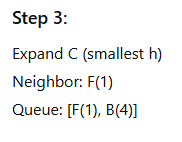 Step 3:
Expand C (smallest h)
Neighbor: F(1)
Queue: [F(1), B(4)]